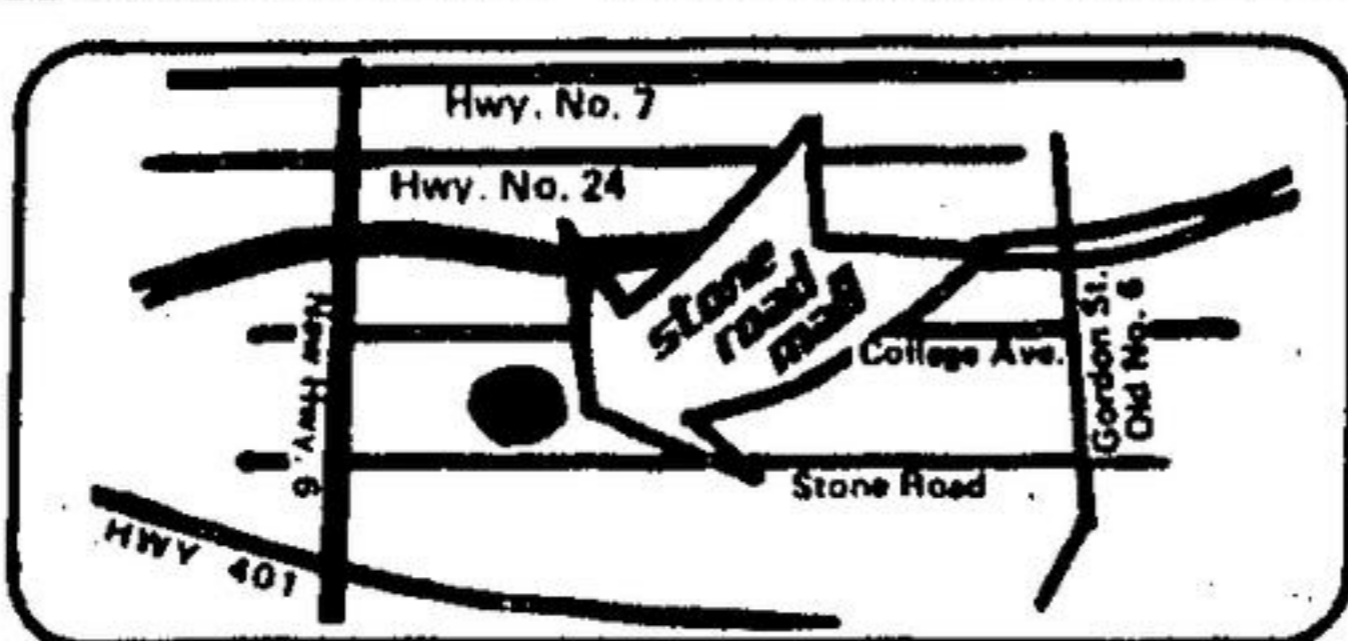 Hwy. No. 7
Hwy. No. 24
stone
road
mall
New Hwy. 6
College Ave.
Gordon St.
Old No. 6
Stone Road
HWY 401